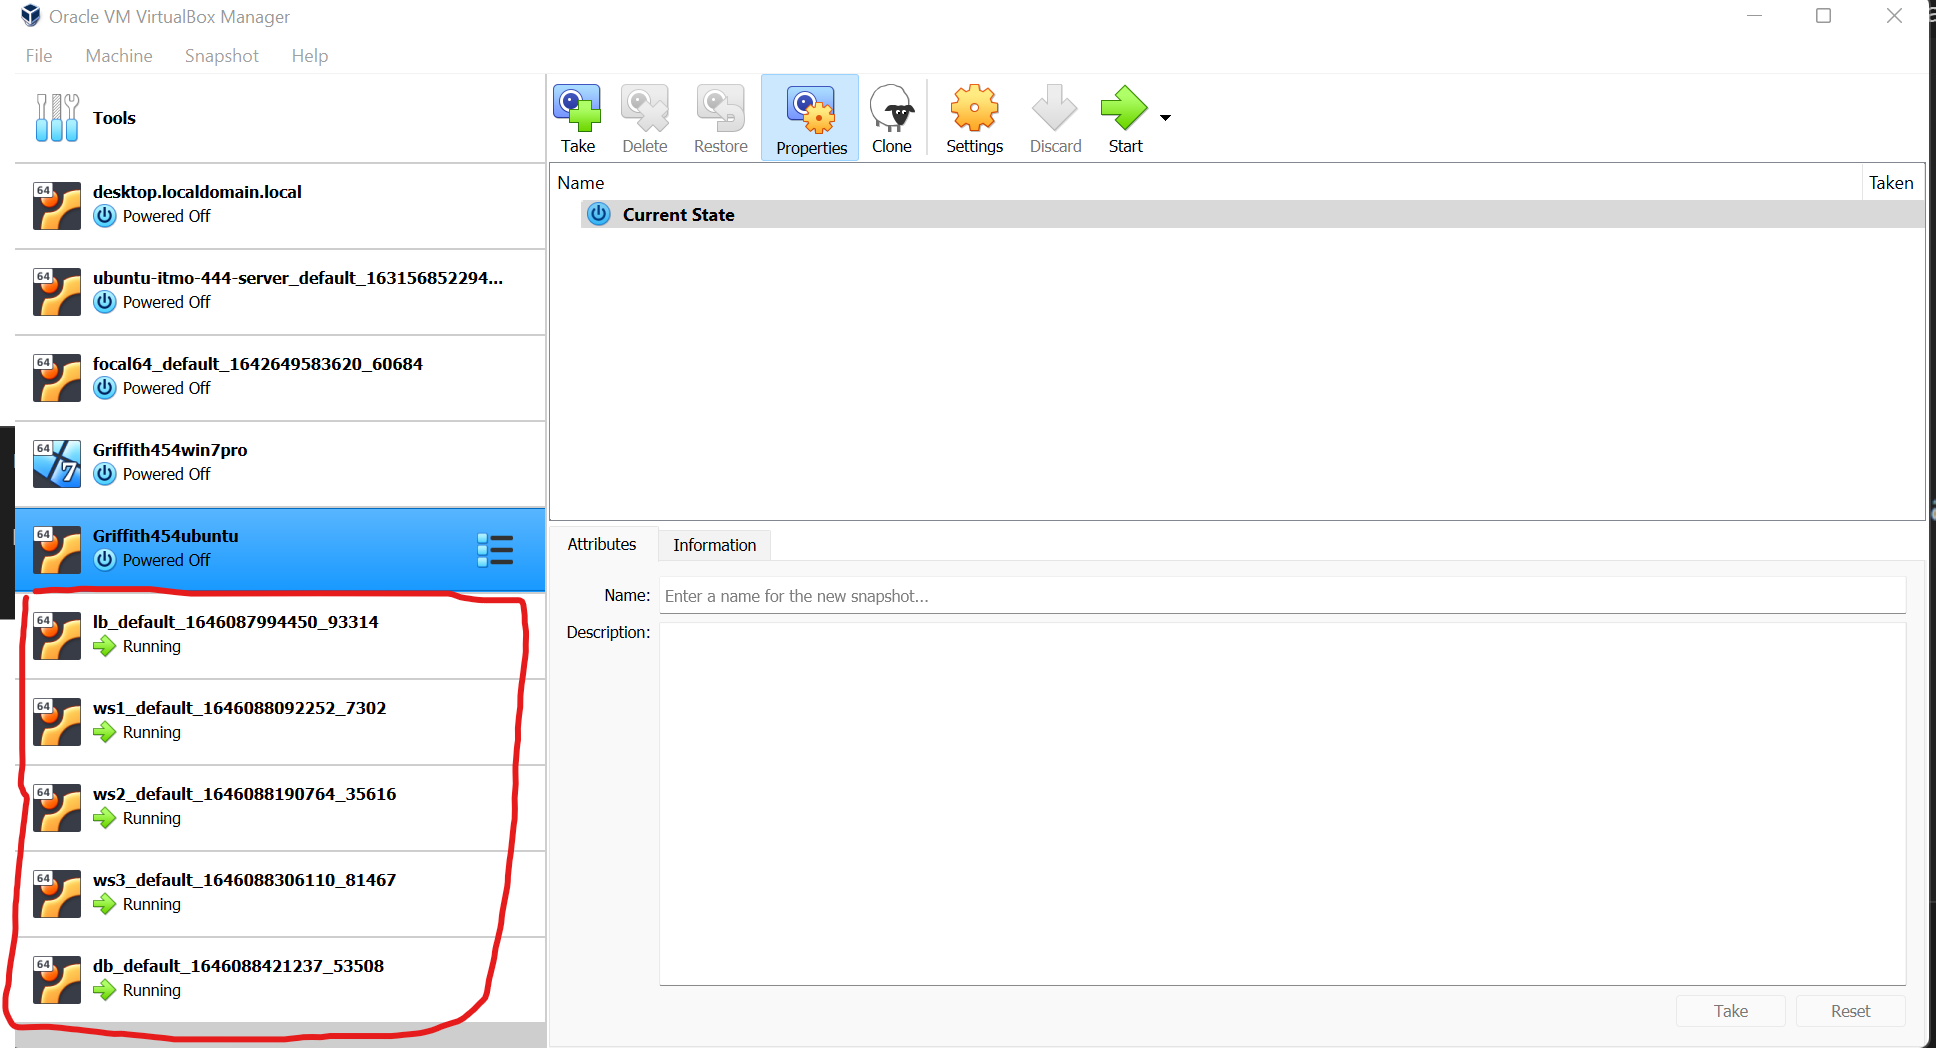 Oracle VM VirtualBox Manager
File Machine Snapshot Help
Tools
64
desktop.localdomain.local
Powered Off
64
ubuntu-itmo-444-server_default_163156852294...
Powered Off
64
focal64_default_1642649583620_60684
Powered Off
64
7
Griffith454win7pro
Powered Off
64
Griffith454ubuntu
Powered Off
64
lb_default_1646087994450_93314
Running
64
ws1_default_1646088092252_7302
Running
64
ws2_default_1646088190764_35616
Running
64
ws3_default_1646088306110_81467
Running
64
db_default_1646088421237_53508
Running
Take Delete Restore Properties Clone Settings Discard Start
Name Taken
Current State
Attributes Information
Name: Enter a name for the new snapshot...
Description:
Take Reset